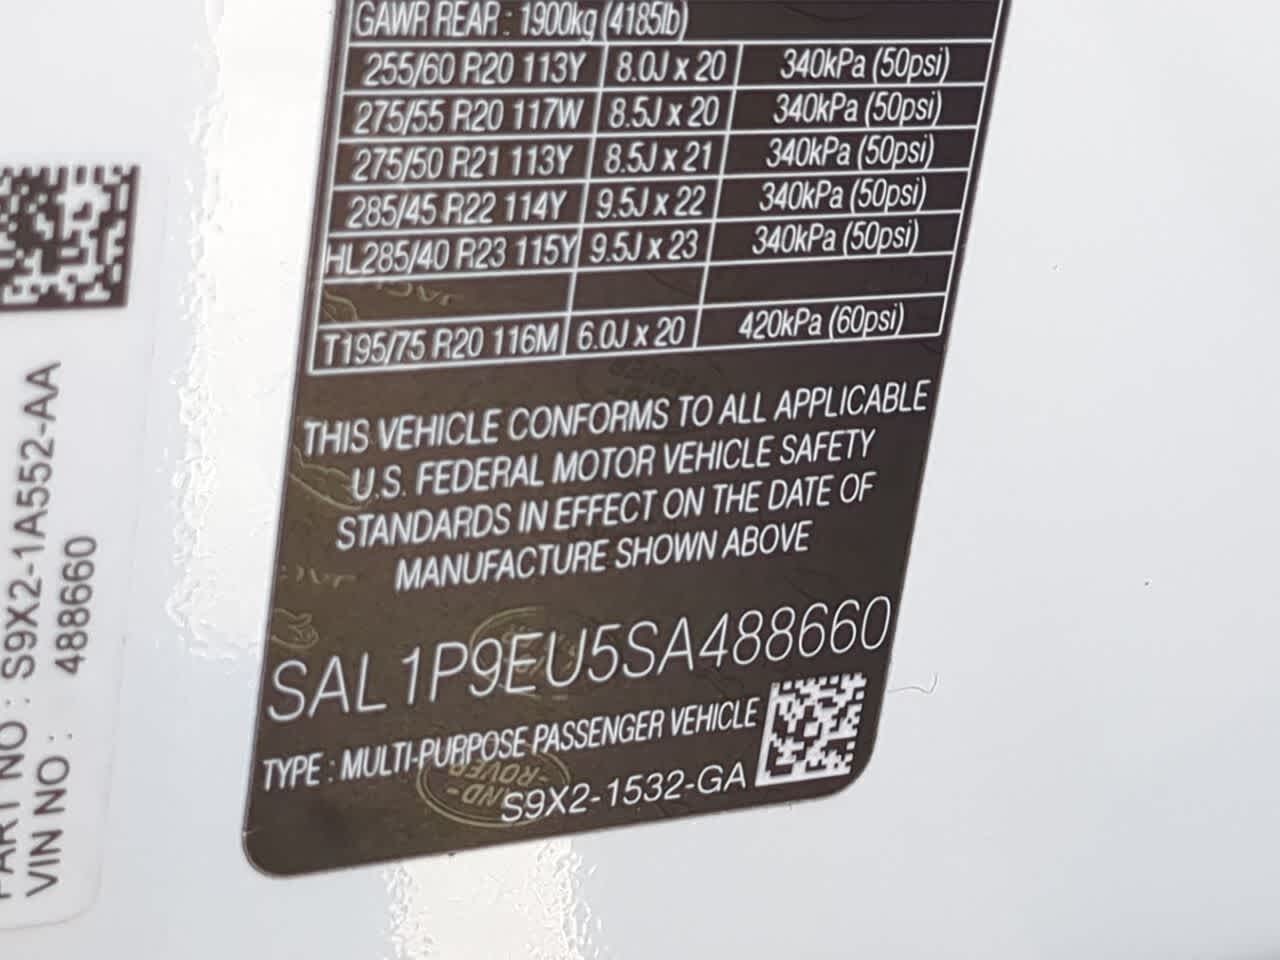 GAWR REAR : 1900kg (4185lb)
255/60 R20 113Y 8.0J x 20 340kPa (50psi)
275/55 R20 117W 8.5J x 20 340kPa (50psi)
275/50 R21 113Y 8.5J x 21 340kPa (50psi)
285/45 R22 114Y 9.5J x 22 340kPa (50psi)
HL285/40 R23 115Y 9.5J x 23 340kPa (50psi)
T195/75 R20 116M 6.0J x 20 420kPa (60psi)
THIS VEHICLE CONFORMS TO ALL APPLICABLE
U.S. FEDERAL MOTOR VEHICLE SAFETY
STANDARDS IN EFFECT ON THE DATE OF
MANUFACTURE SHOWN ABOVE
SAL1P9EU5SA488660
TYPE : MULTI-PURPOSE PASSENGER VEHICLE
S9X2-1532-GA
PART NO : S9X2-1A552-AA
VIN NO : 488660